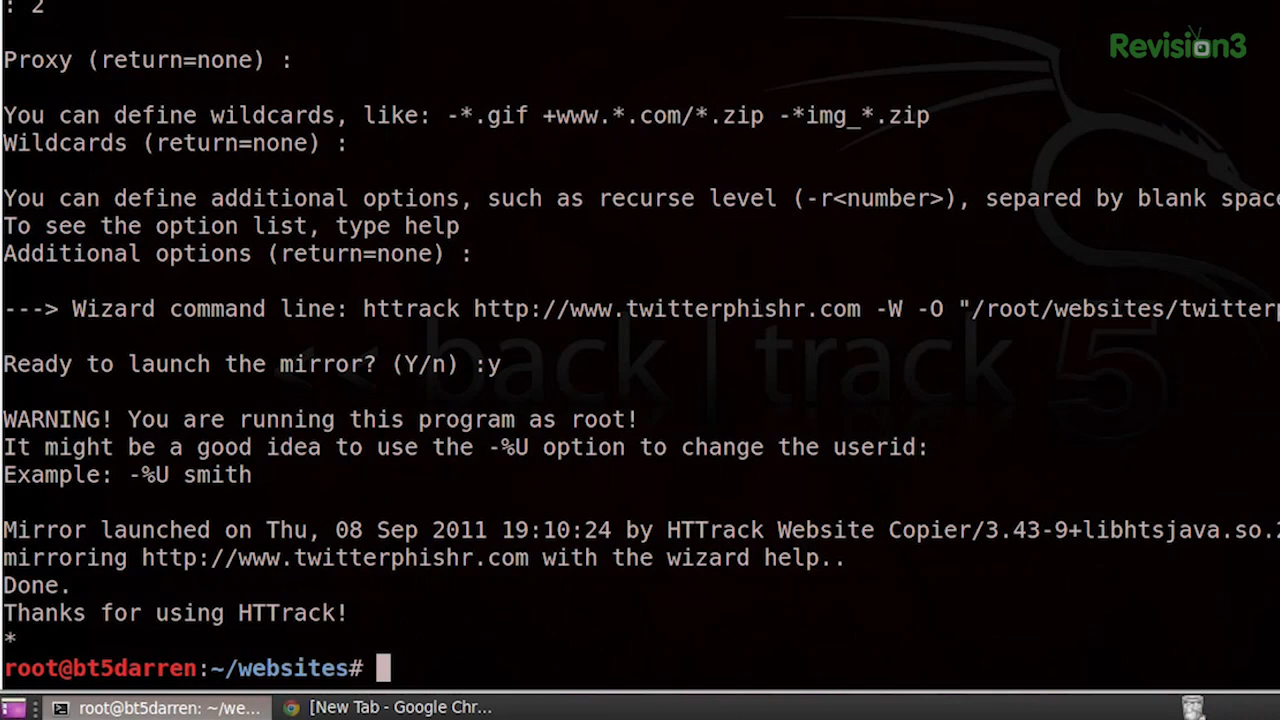 : 2
Revision3
Proxy (return=none) :
You can define wildcards, like: -*.gif +www.*.com/*.zip -*img_*.zip
Wildcards (return=none) :
You can define additional options, such as recurse level (-r<number>), separed by blank spac
To see the option list, type help
Additional options (return=none) :
---> Wizard command line: httrack http://www.twitterphishr.com -W -O "/root/websites/twitterp
<< back | track 5
Ready to launch the mirror? (Y/n) :y
WARNING! You are running this program as root!
It might be a good idea to use the -%U option to change the userid:
Example: -%U smith
Mirror launched on Thu, 08 Sep 2011 19:10:24 by HTTrack Website Copier/3.43-9+libhtsjava.so.2
mirroring http://www.twitterphishr.com with the wizard help..
Done.
Thanks for using HTTrack!
*
root@bt5darren:~/websites#
root@bt5darren: ~/we...
[New Tab - Google Chr...